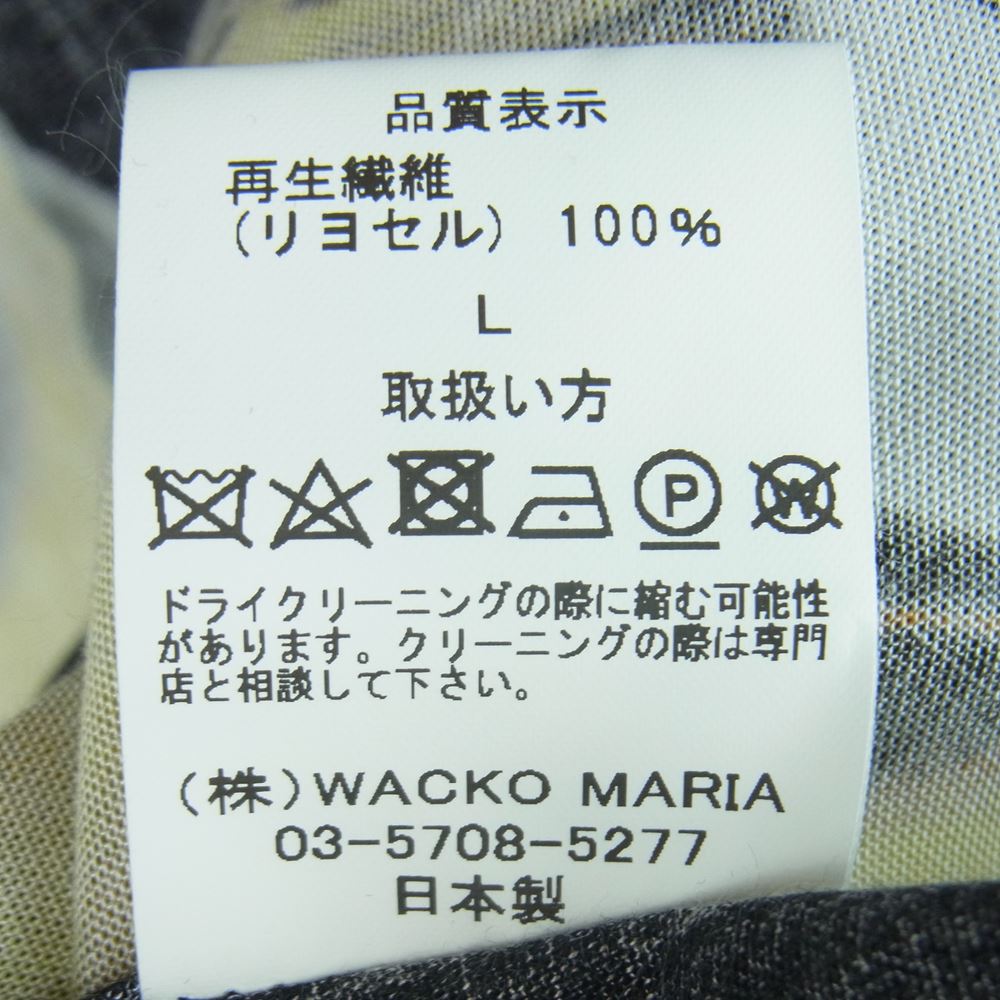 品質表示
再生繊維
(リヨセル) 100%
L
取扱い方
P
W
ドライクリーニングの際に縮む可能性
があります。クリーニングの際は専門
店と相談して下さい。
(株)WACKO MARIA
03-5708-5277
日本製